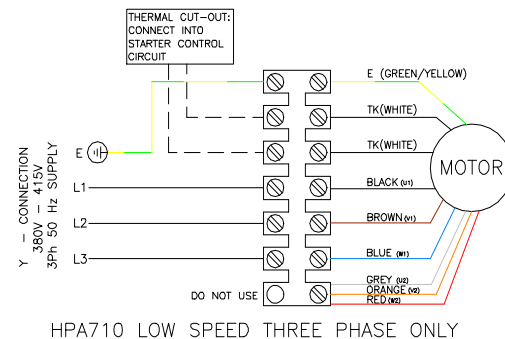 THERMAL CUT-OUT:
CONNECT INTO
STARTER CONTROL
CIRCUIT
E (GREEN/YELLOW)
TK(WHITE)
TK(WHITE)
MOTOR
BLACK (U1)
BROWN (V1)
BLUE (W1)
GREY (U2)
ORANGE (V2)
RED (W2)
E
L1
L2
L3
DO NOT USE
Y - CONNECTION
380V - 415V
3Ph 50 Hz SUPPLY
HPA710 LOW SPEED THREE PHASE ONLY